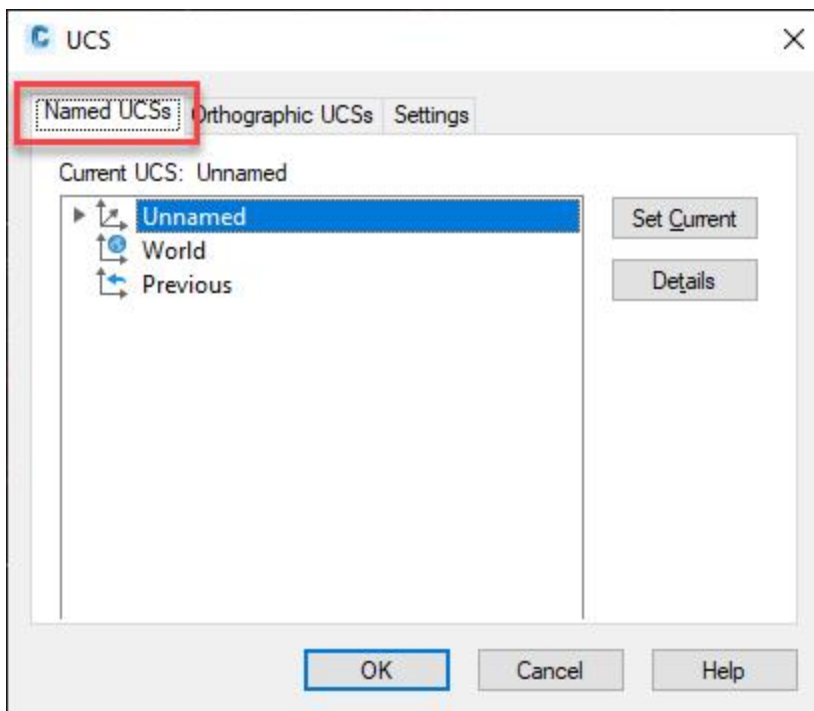 UCS
Named UCSs Orthographic UCSs Settings
Current UCS: Unnamed
Unnamed
Set Current
World
Details
Previous
OK Cancel Help